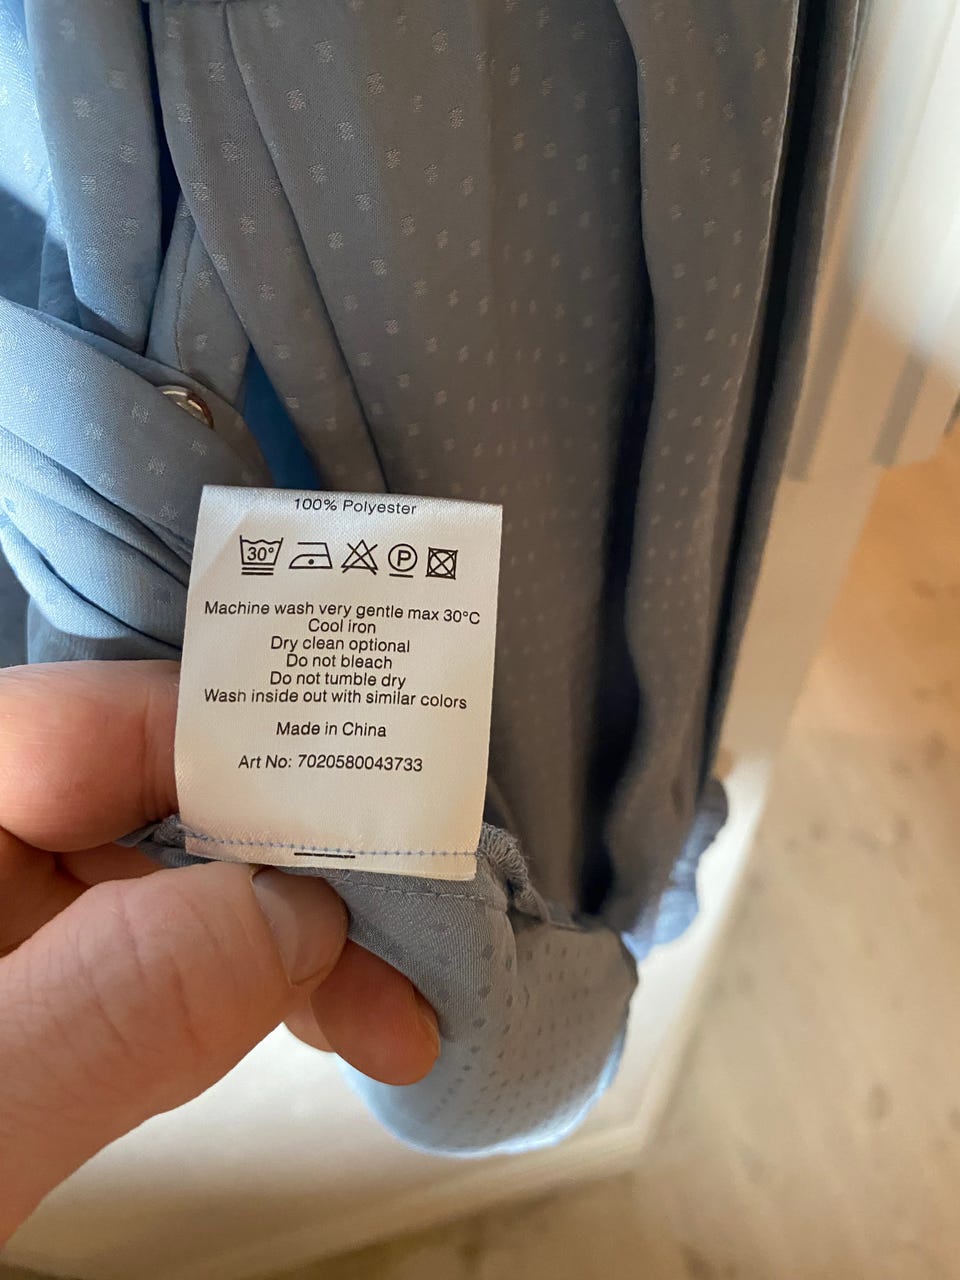 100% Polyester
30°
P
Machine wash very gentle max 30°C
Cool iron
Dry clean optional
Do not bleach
Do not tumble dry
Wash inside out with similar colors
Made in China
Art No: 7020580043733